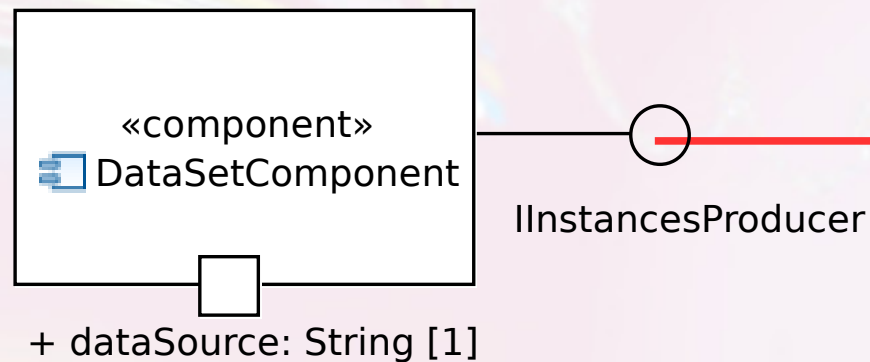 «component»
DataSetComponent
IInstancesProducer
+ dataSource: String [1]